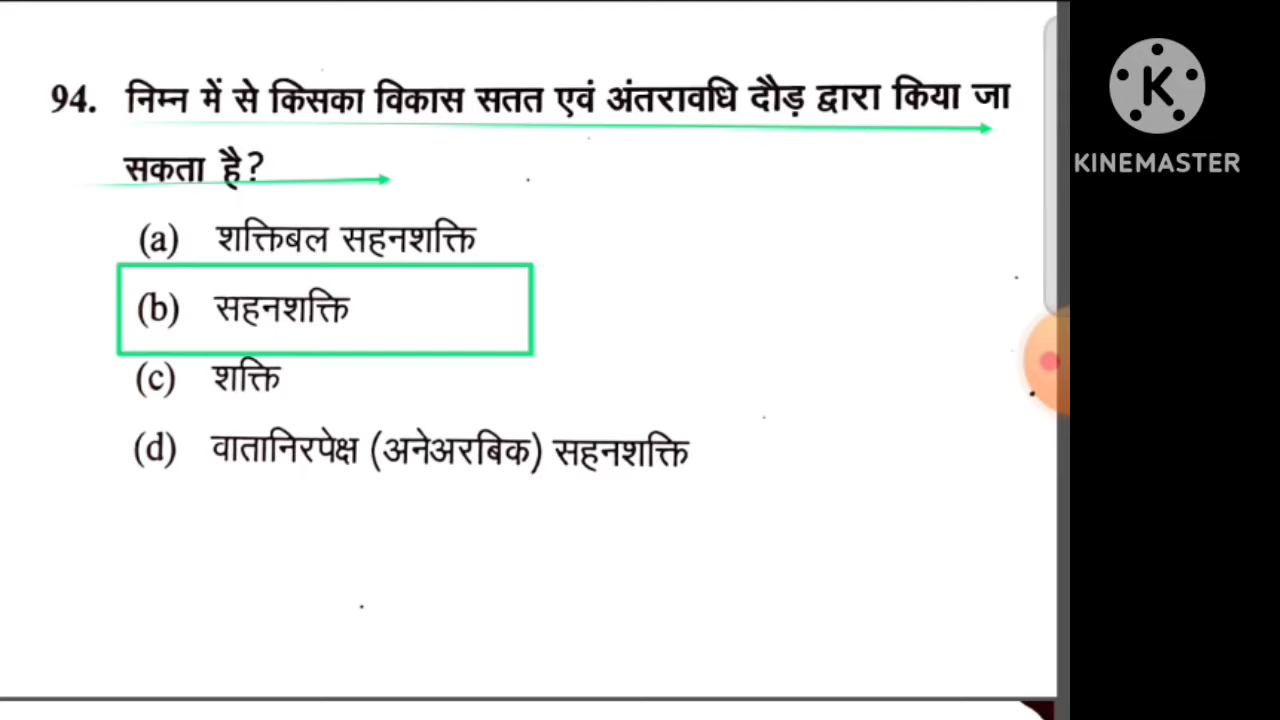 94. निम्न में से किसका विकास सतत एवं अंतरावधि दौड़ द्वारा किया जा
सकता है?
(a) शक्तिबल सहनशक्ति
(b) सहनशक्ति
(c) शक्ति
(d) वातानिरपेक्ष (अनेअरबिक) सहनशक्ति
K
KINEMASTER